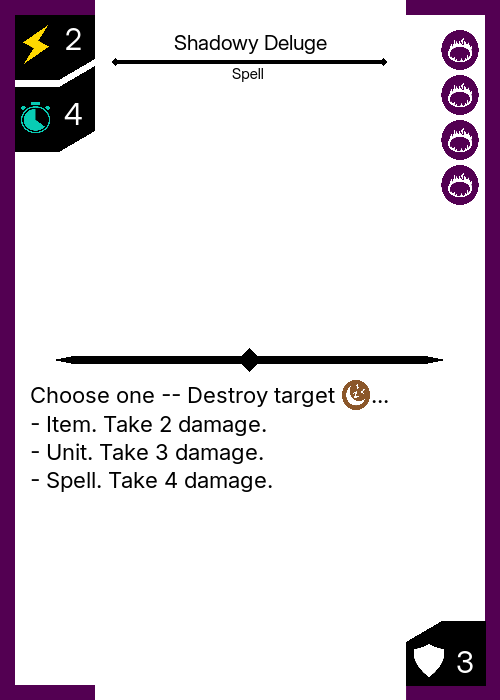 2
Shadowy Deluge
Spell
4
Choose one -- Destroy target ...
- Item. Take 2 damage.
- Unit. Take 3 damage.
- Spell. Take 4 damage.
3